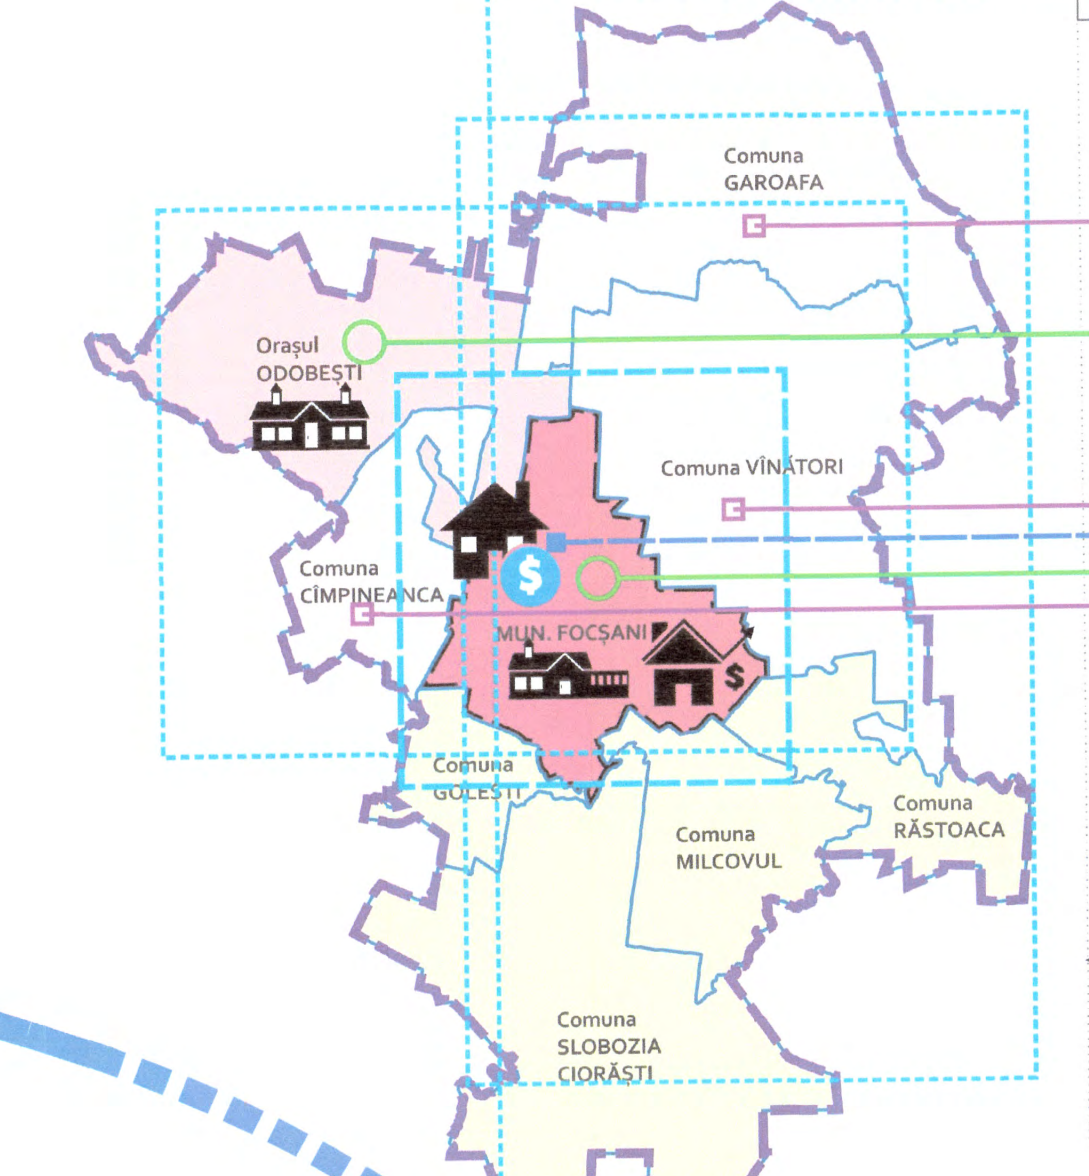 Comuna
GAROAFA
Orașul
ODOBEȘTI
Comuna VÎNĂTORI
Comuna
CÎMPINEANCA
$
MUN. FOCȘANI
$
Comuna
GOLEȘTI
Comuna
RĂSTOACA
Comuna
MILCOVUL
Comuna
SLOBOZIA
CIORĂȘTI